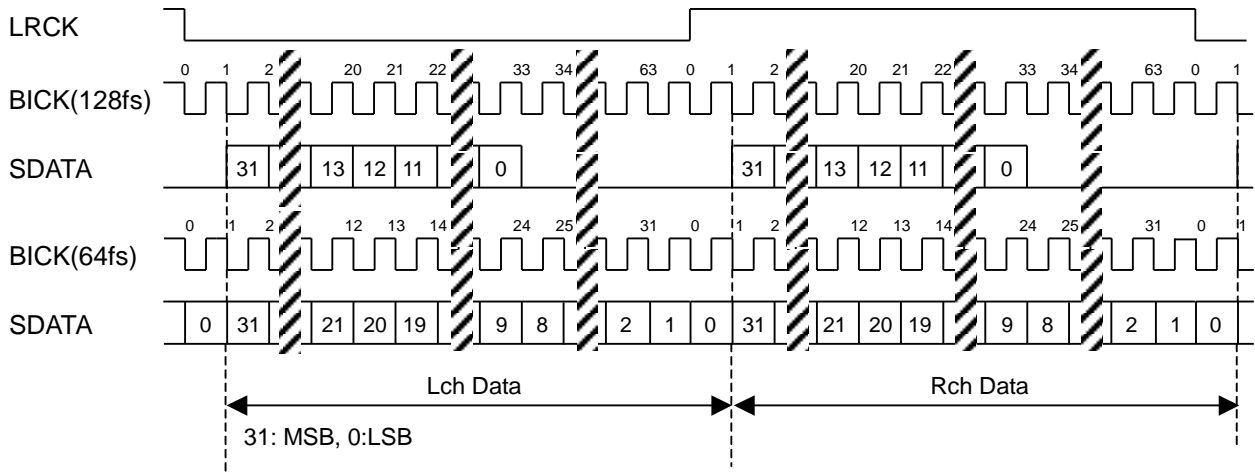 LRCK
0 1 2 20 21 22 33 34 63 0 1 2 20 21 22 33 34 63 0 1
BICK(128fs)
SDATA 31 13 12 11 0 31 13 12 11 0
0 1 2 12 13 14 24 25 31 0 1 2 12 13 14 24 25 31 0 1
BICK(64fs)
SDATA 0 31 21 20 19 9 8 2 1 0 31 21 20 19 9 8 2 1 0
Lch Data Rch Data
31: MSB, 0:LSB